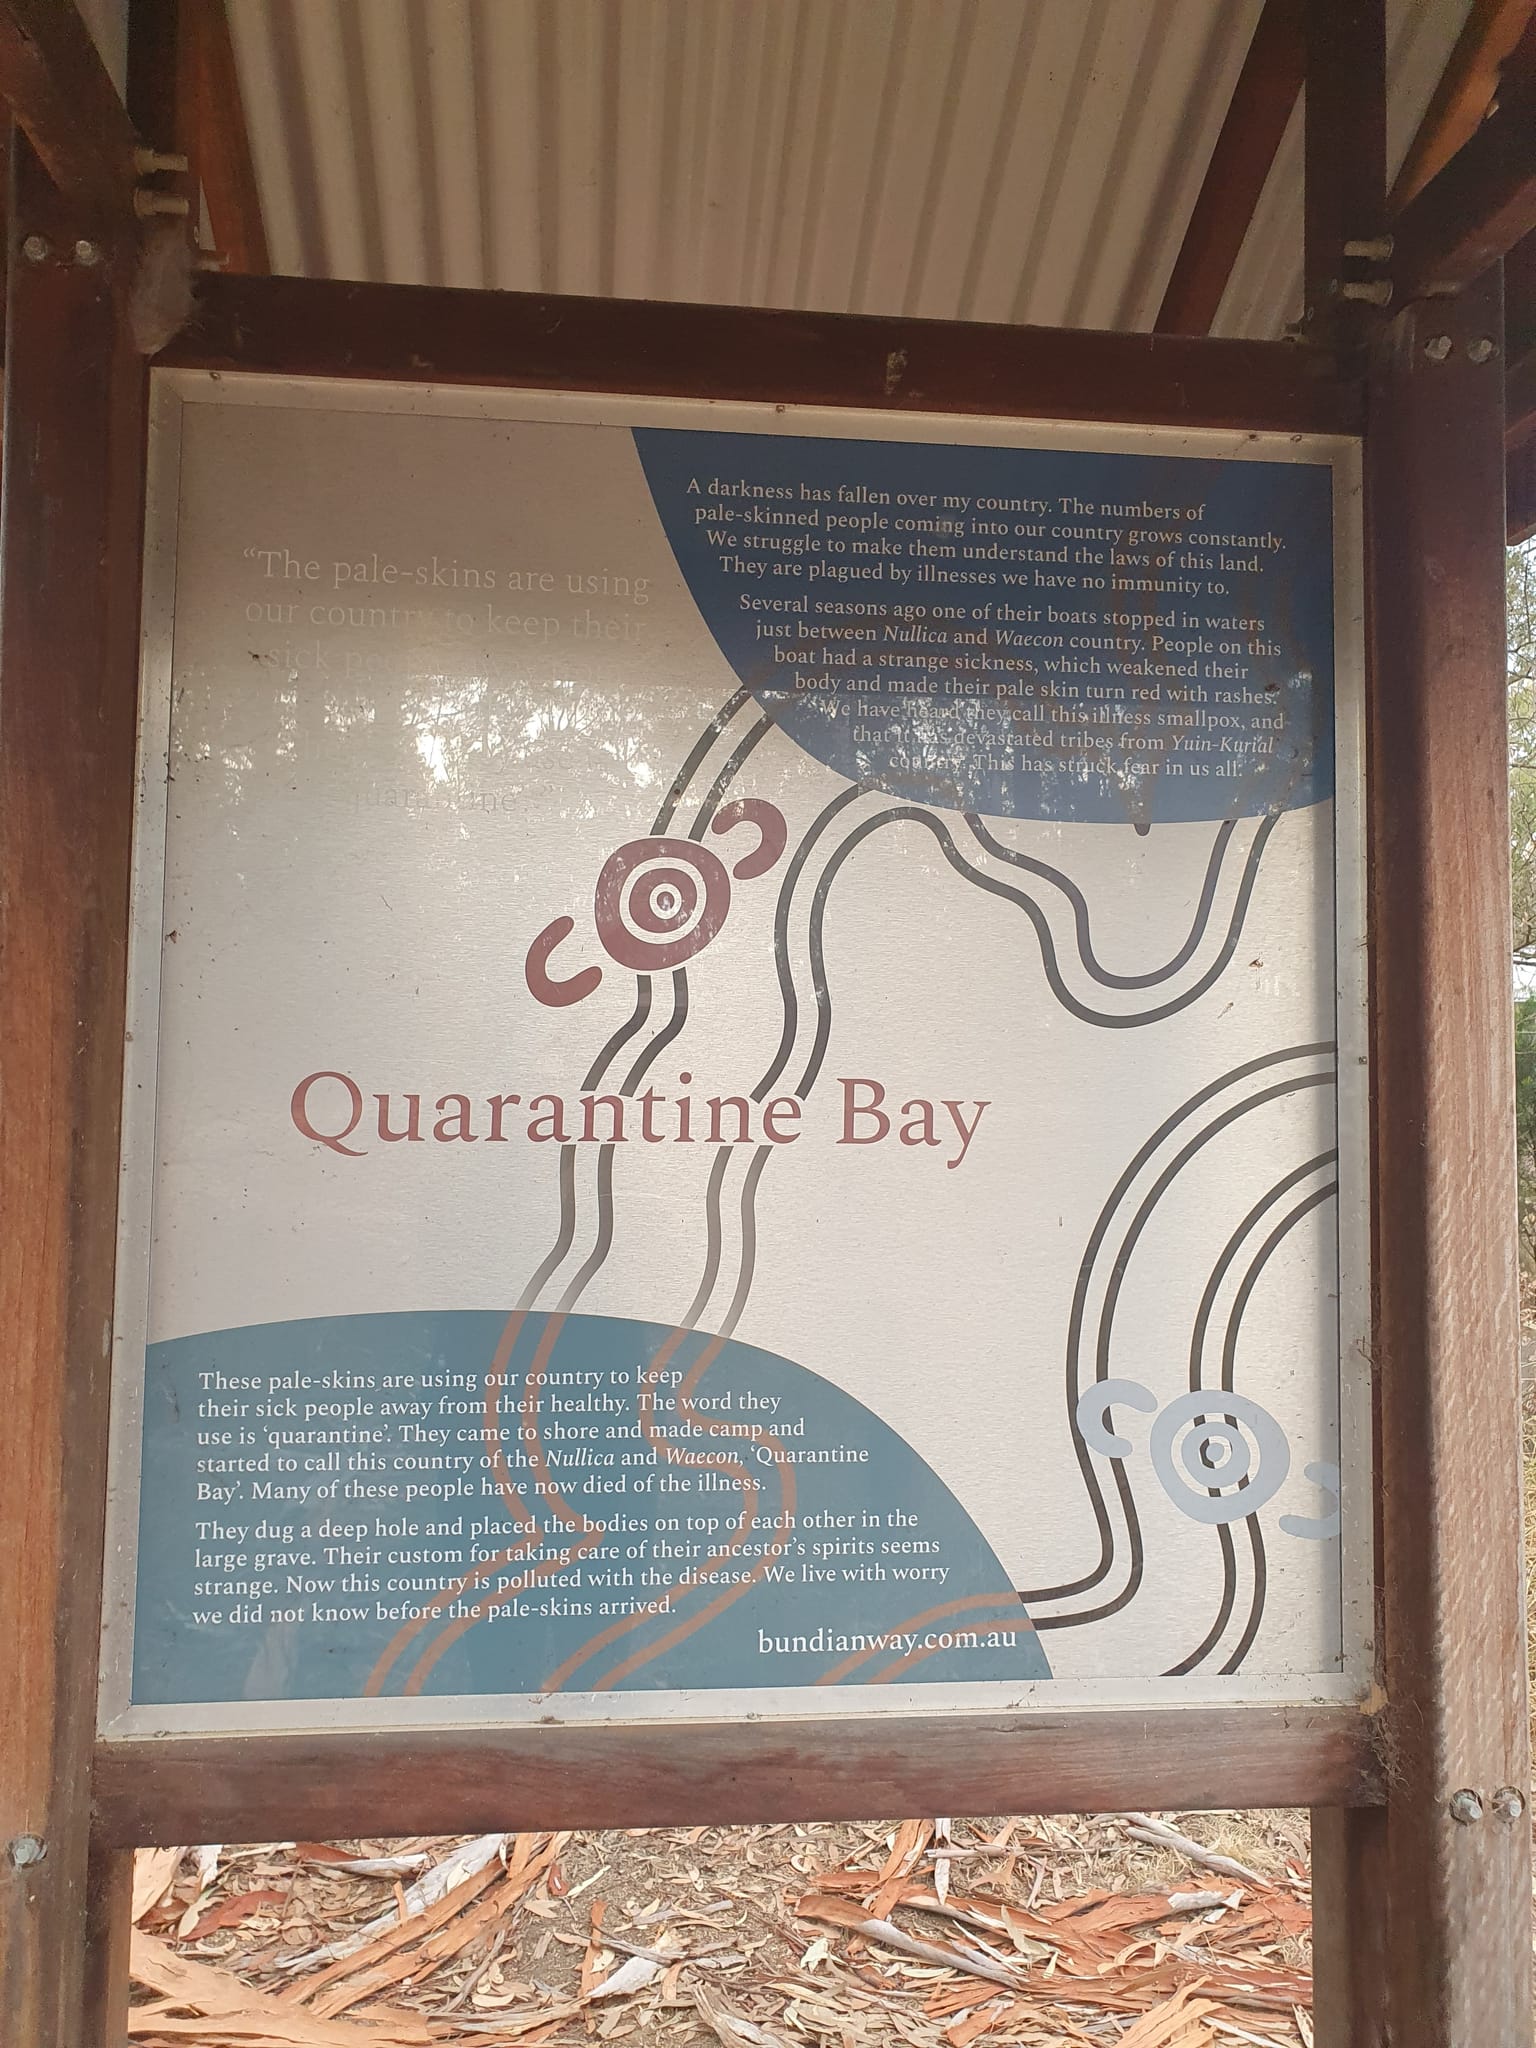 “The pale-skins are using
our country to keep their
sick
quarantine.”
A darkness has fallen over my country. The numbers of
pale-skinned people coming into our country grows constantly.
We struggle to make them understand the laws of this land.
They are plagued by illnesses we have no immunity to.
Several seasons ago one of their boats stopped in waters
just between Nullica and Waecon country. People on this
boat had a strange sickness, which weakened their
body and made their pale skin turn red with rashes.
We have heard they call this illness smallpox, and
that it has devastated tribes from Yuin-Kurial
country. This has struck fear in us all.
Quarantine Bay
These pale-skins are using our country to keep
their sick people away from their healthy. The word they
use is ‘quarantine’. They came to shore and made camp and
started to call this country of the Nullica and Waecon, ‘Quarantine
Bay’. Many of these people have now died of the illness.
They dug a deep hole and placed the bodies on top of each other in the
large grave. Their custom for taking care of their ancestor’s spirits seems
strange. Now this country is polluted with the disease. We live with worry
we did not know before the pale-skins arrived.
bundianway.com.au